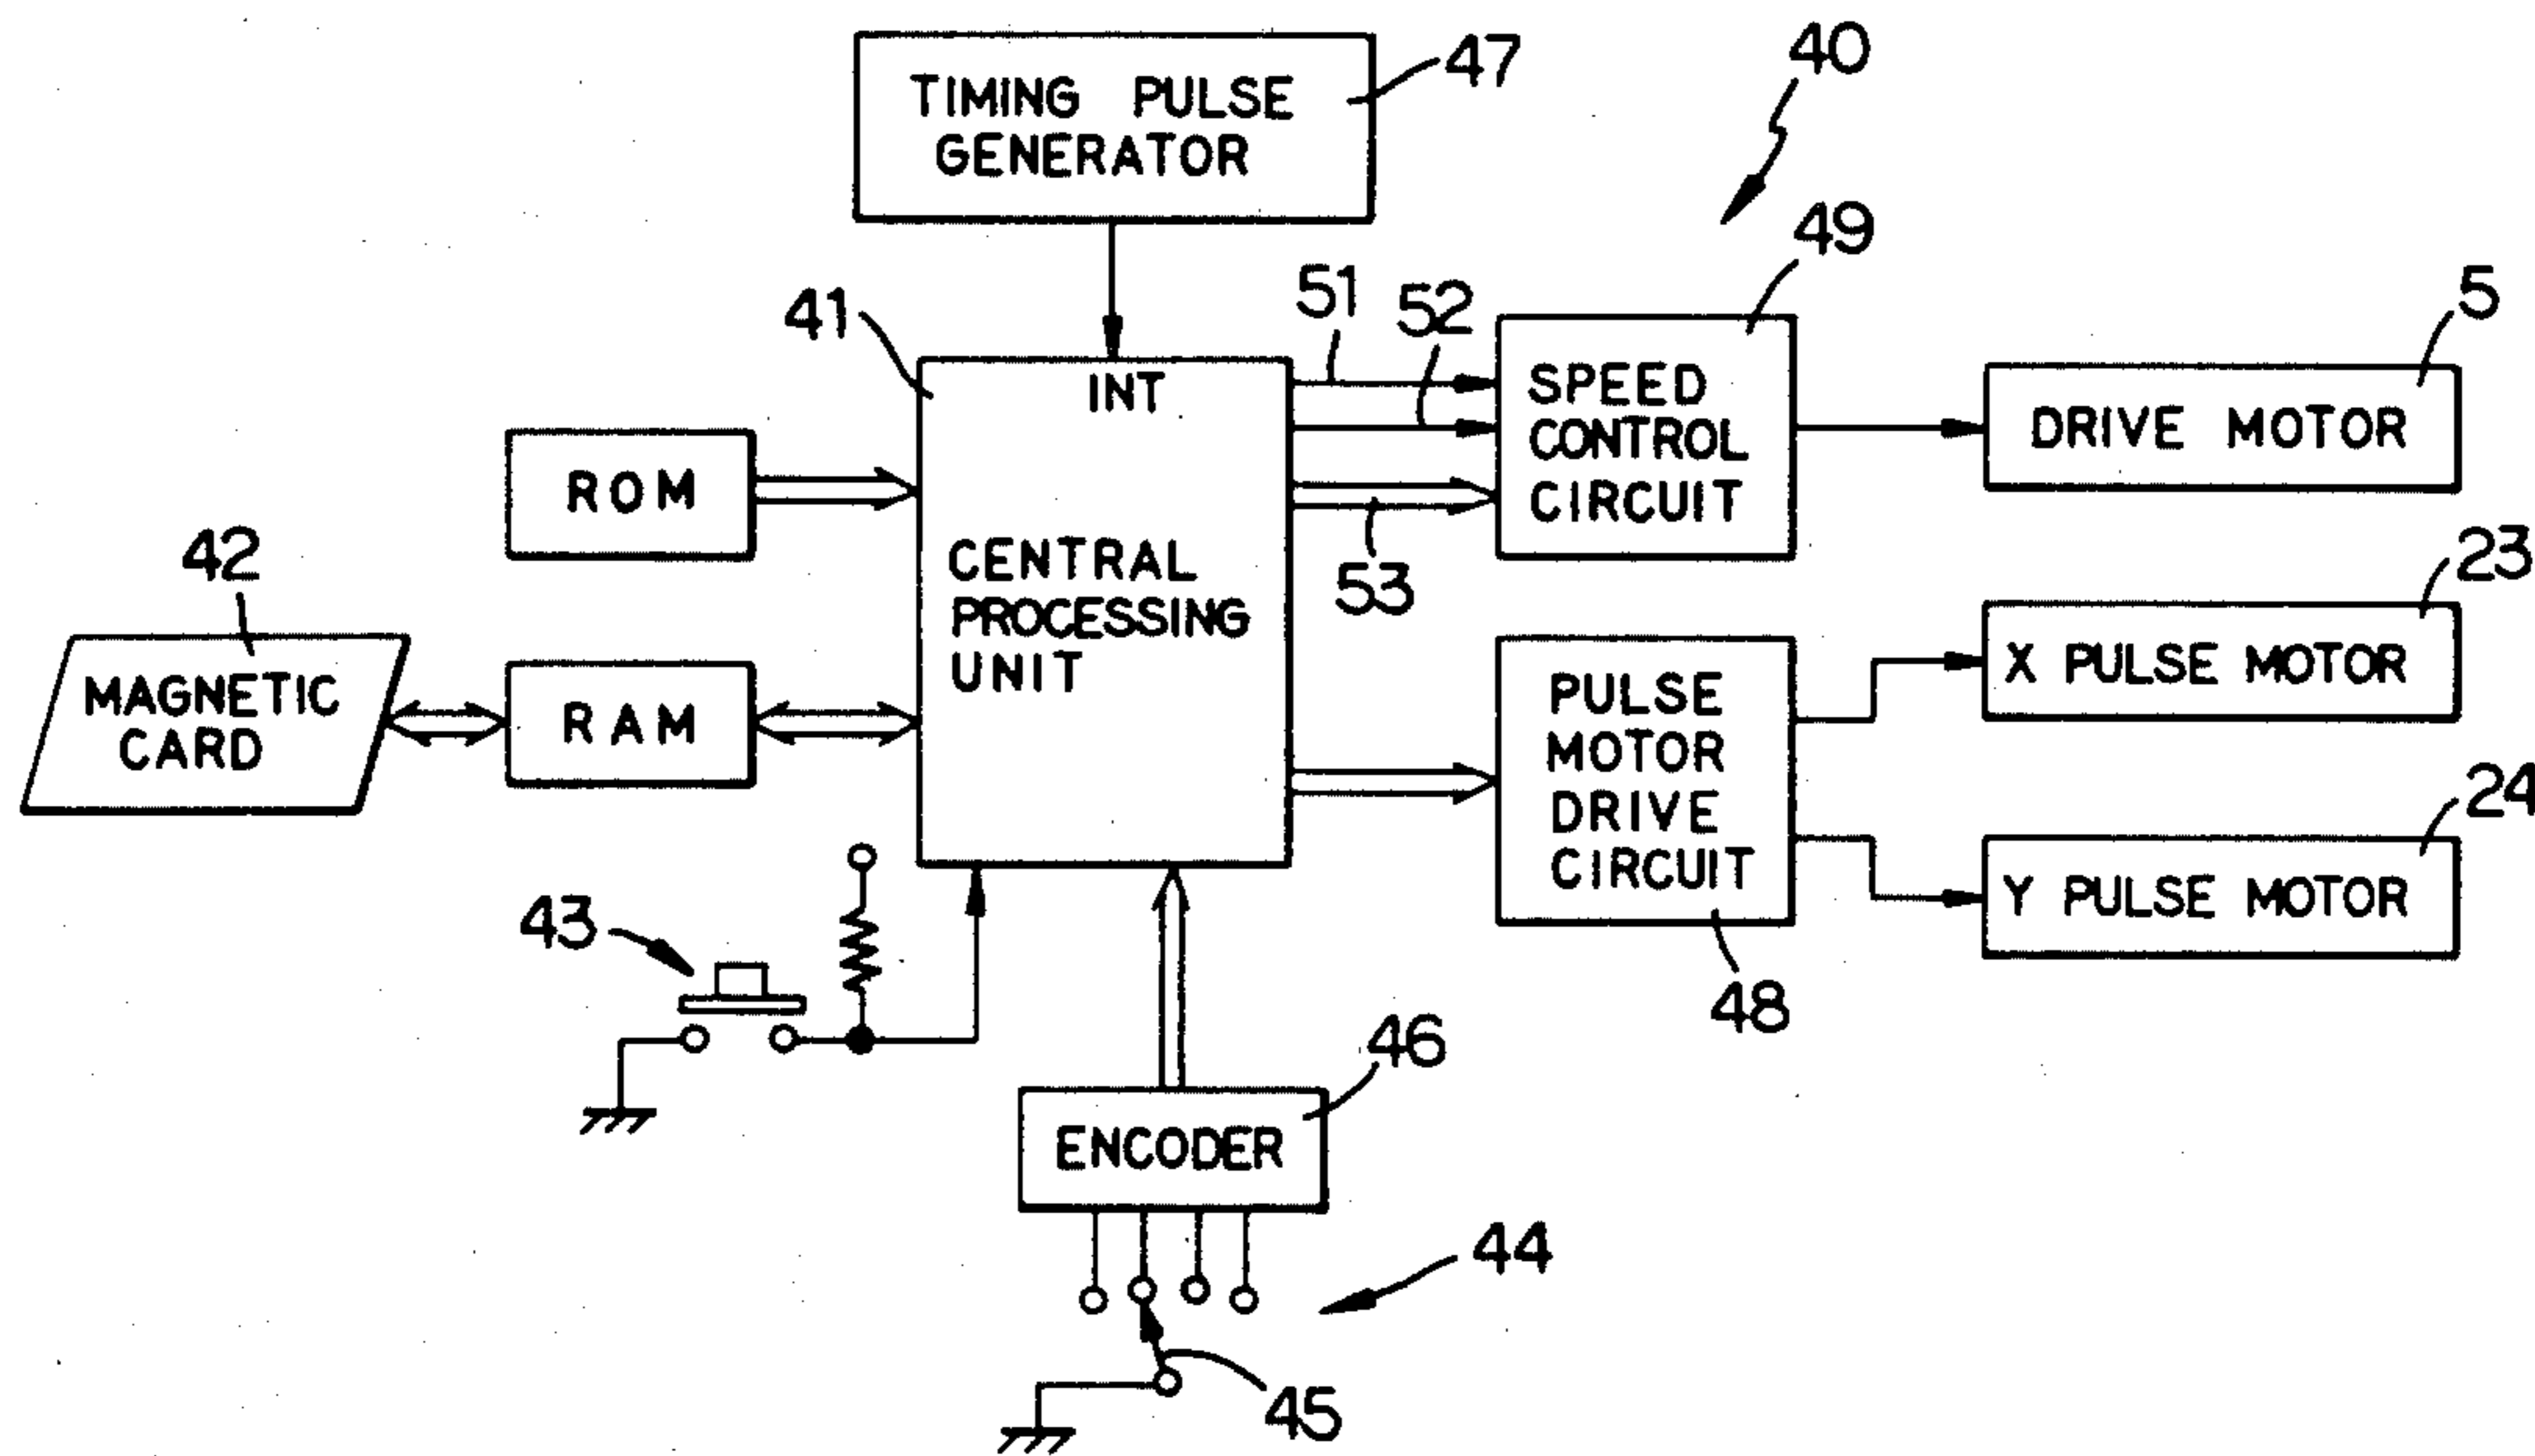 TIMING PULSE
GENERATOR
47
40
49
51
52
5
41
INT
SPEED
CONTROL
CIRCUIT
DRIVE MOTOR
ROM
53
23
42
CENTRAL
PROCESSING
UNIT
X PULSE MOTOR
MAGNETIC
CARD
RAM
PULSE
MOTOR
DRIVE
CIRCUIT
24
Y PULSE MOTOR
43
48
46
ENCODER
44
45